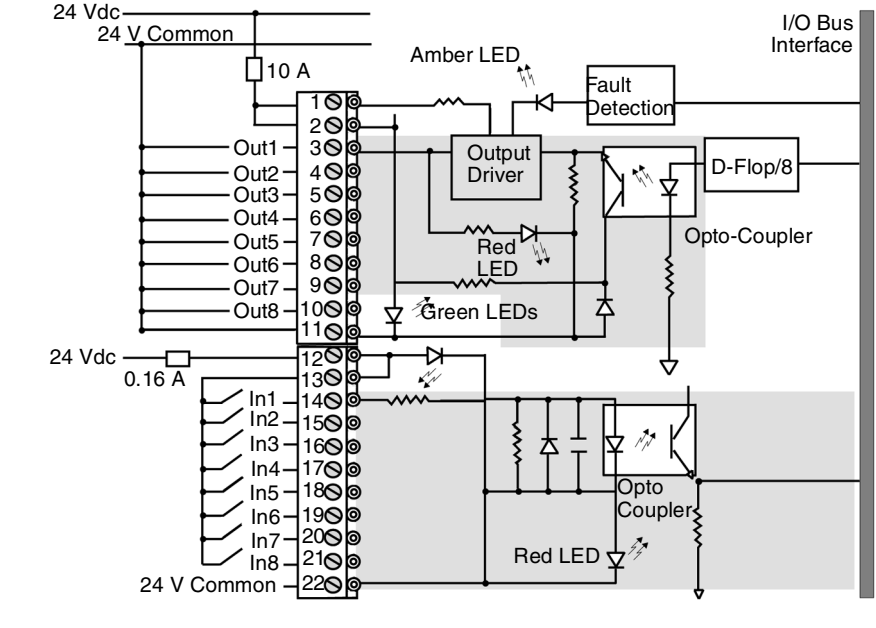 24 Vdc
24 V Common
10 A
Amber LED
Fault
Detection
I/O Bus
Interface
1
2
Out1
3
Output
Driver
D-Flop/8
Out2
4
Out3
5
Out4
6
Out5
7
Red
LED
Opto-Coupler
Out6
8
Out7
9
Out8
10
Green LEDs
11
24 Vdc
0.16 A
12
13
In1
14
In2
15
In3
16
In4
17
In5
18
Opto
Coupler
In6
19
In7
20
In8
21
Red LED
24 V Common
22